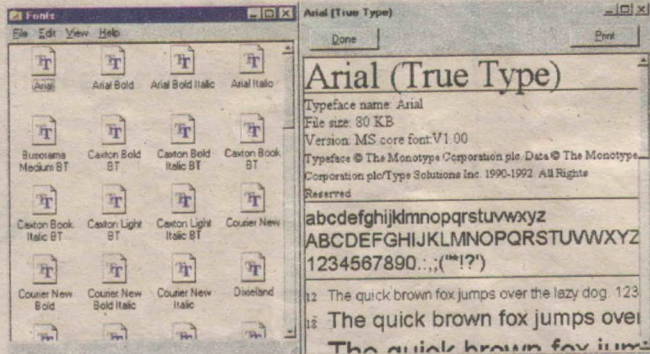 Fonts
File Edit View Help
Arial
Arial Bold
Arial Bold Italic
Arial Italic
Busorama
Medium BT
Caxton Bold
BT
Caxton Bold
Italic BT
Caxton Book
BT
Caxton Book
Italic BT
Caxton Light
BT
Caxton Light
Italic BT
Courier New
Courier New
Bold
Courier New
Bold Italic
Courier New
Italic
Dixieland
Arial (True Type)
Done
Print
Arial (True Type)
Typeface name: Arial
File size: 80 KB
Version: MS core font:V1.00
Typeface © The Monotype Corporation plc. Data © The Monotype
Corporation plc/Type Solutions Inc. 1990-1992. All Rights
Reserved
abcdefghijklmnopqrstuvwxyz
ABCDEFGHIJKLMNOPQRSTUVWXYZ
1234567890.:,;("*!?')
12 The quick brown fox jumps over the lazy dog. 123
18 The quick brown fox jumps over
The quick brown fox jum